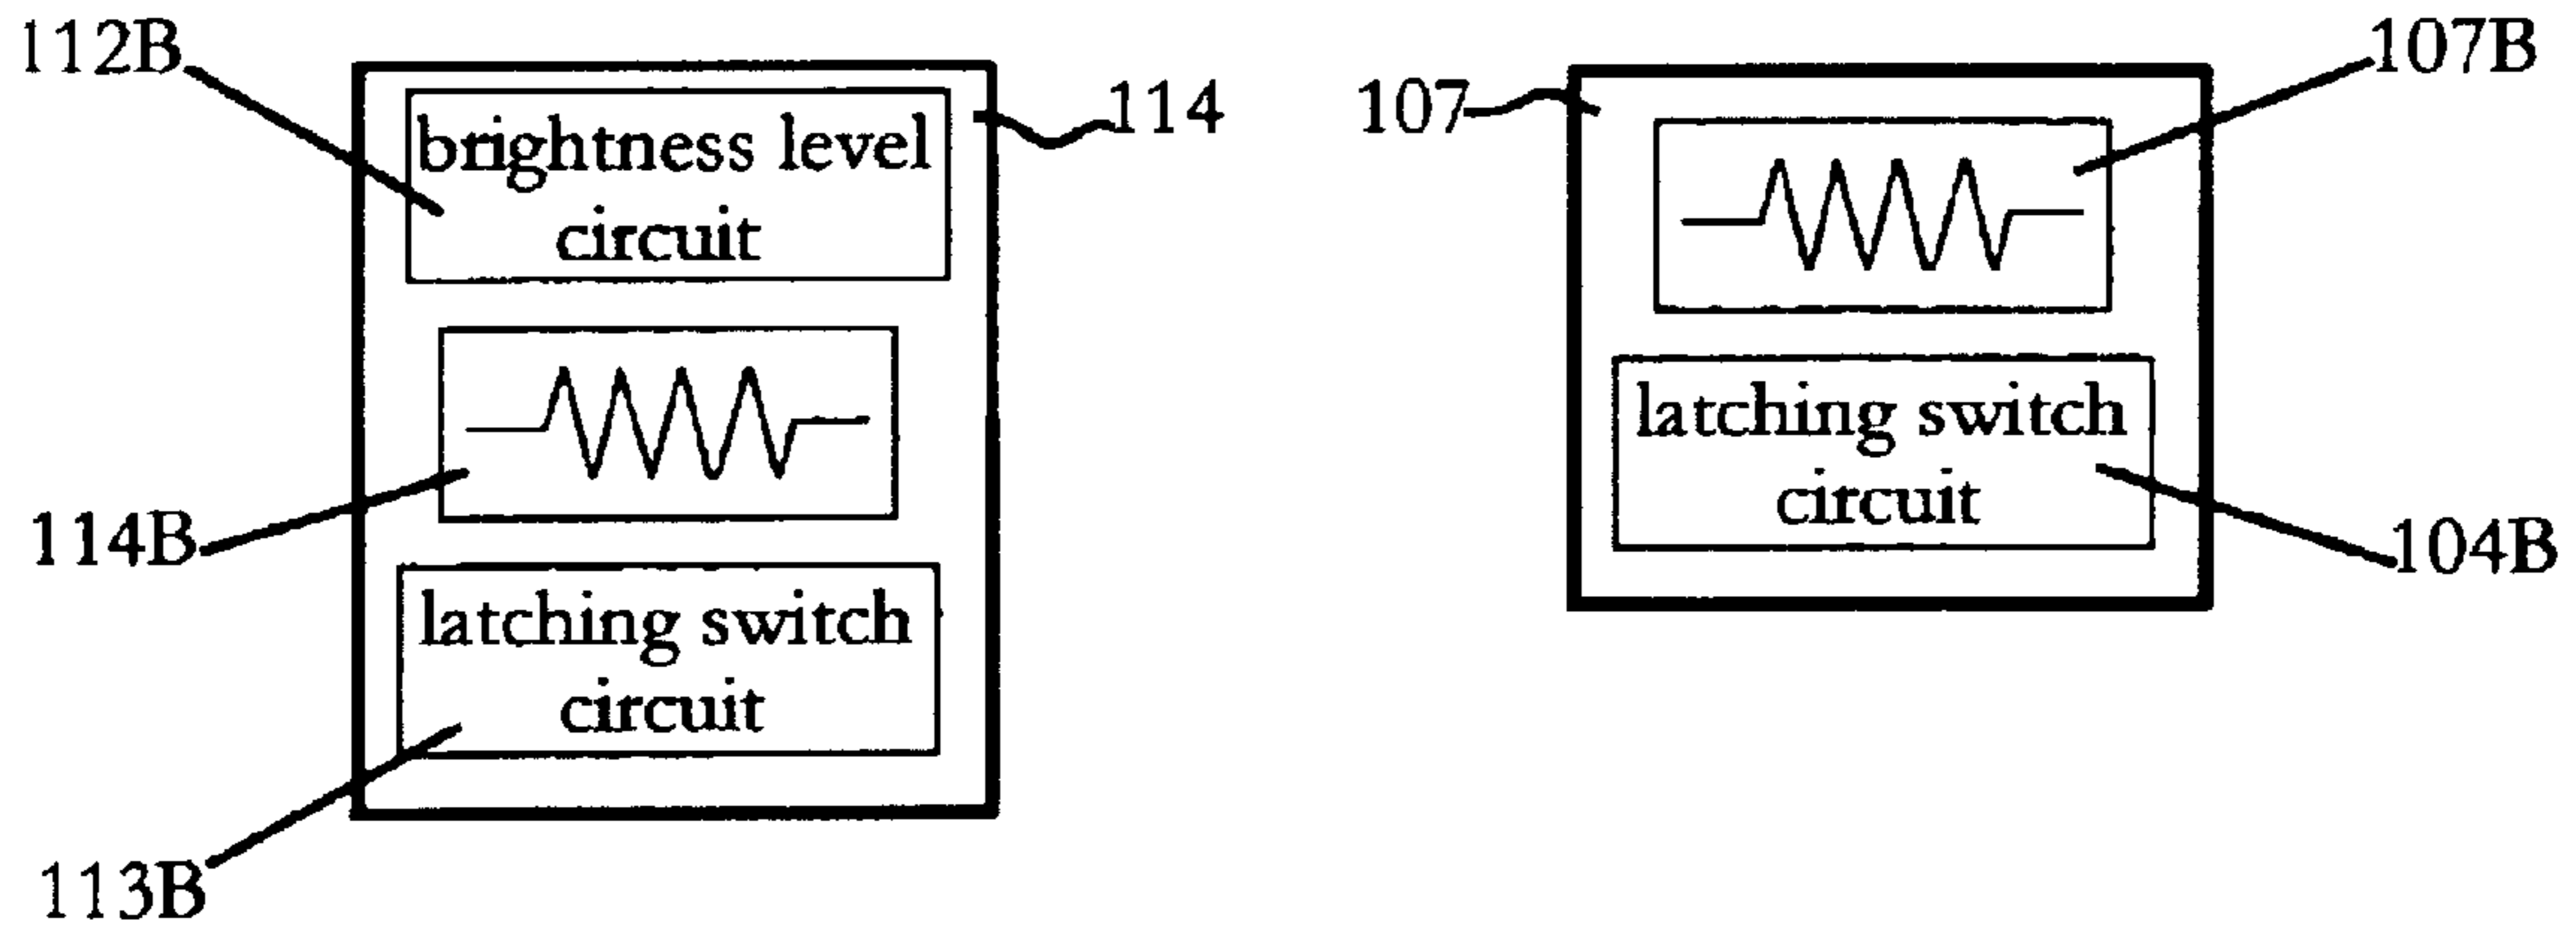 112B
brightness level
circuit
114
114B
latching switch
circuit
113B
107
107B
latching switch
circuit
104B